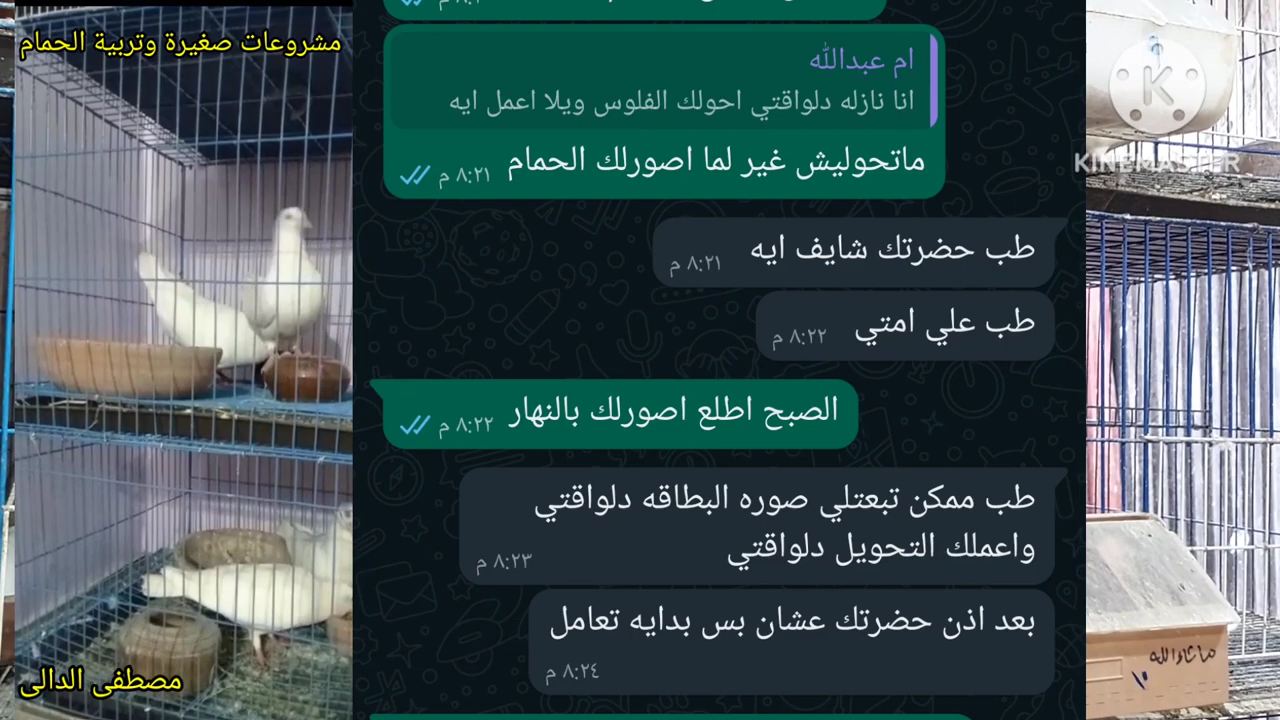 مشروعات صغيرة وتربية الحمام
ام عبدالله
انا نازله دلواقتي احولك الفلوس ويلا اعمل ايه
ماتحوليش غير لما اصورلك الحمام
٨:٢١ م
طب حضرتك شايف ايه
٨:٢١ م
طب علي امتي
٨:٢٢ م
الصبح اطلع اصورلك بالنهار
٨:٢٢ م
طب ممكن تبعتلي صوره البطاقه دلواقتي
واعملك التحويل دلواقتي
٨:٢٣ م
بعد اذن حضرتك عشان بس بدايه تعامل
٨:٢٤ م
مصطفى الدالى
K
KINEMASTER
ماشاء الله
١٠